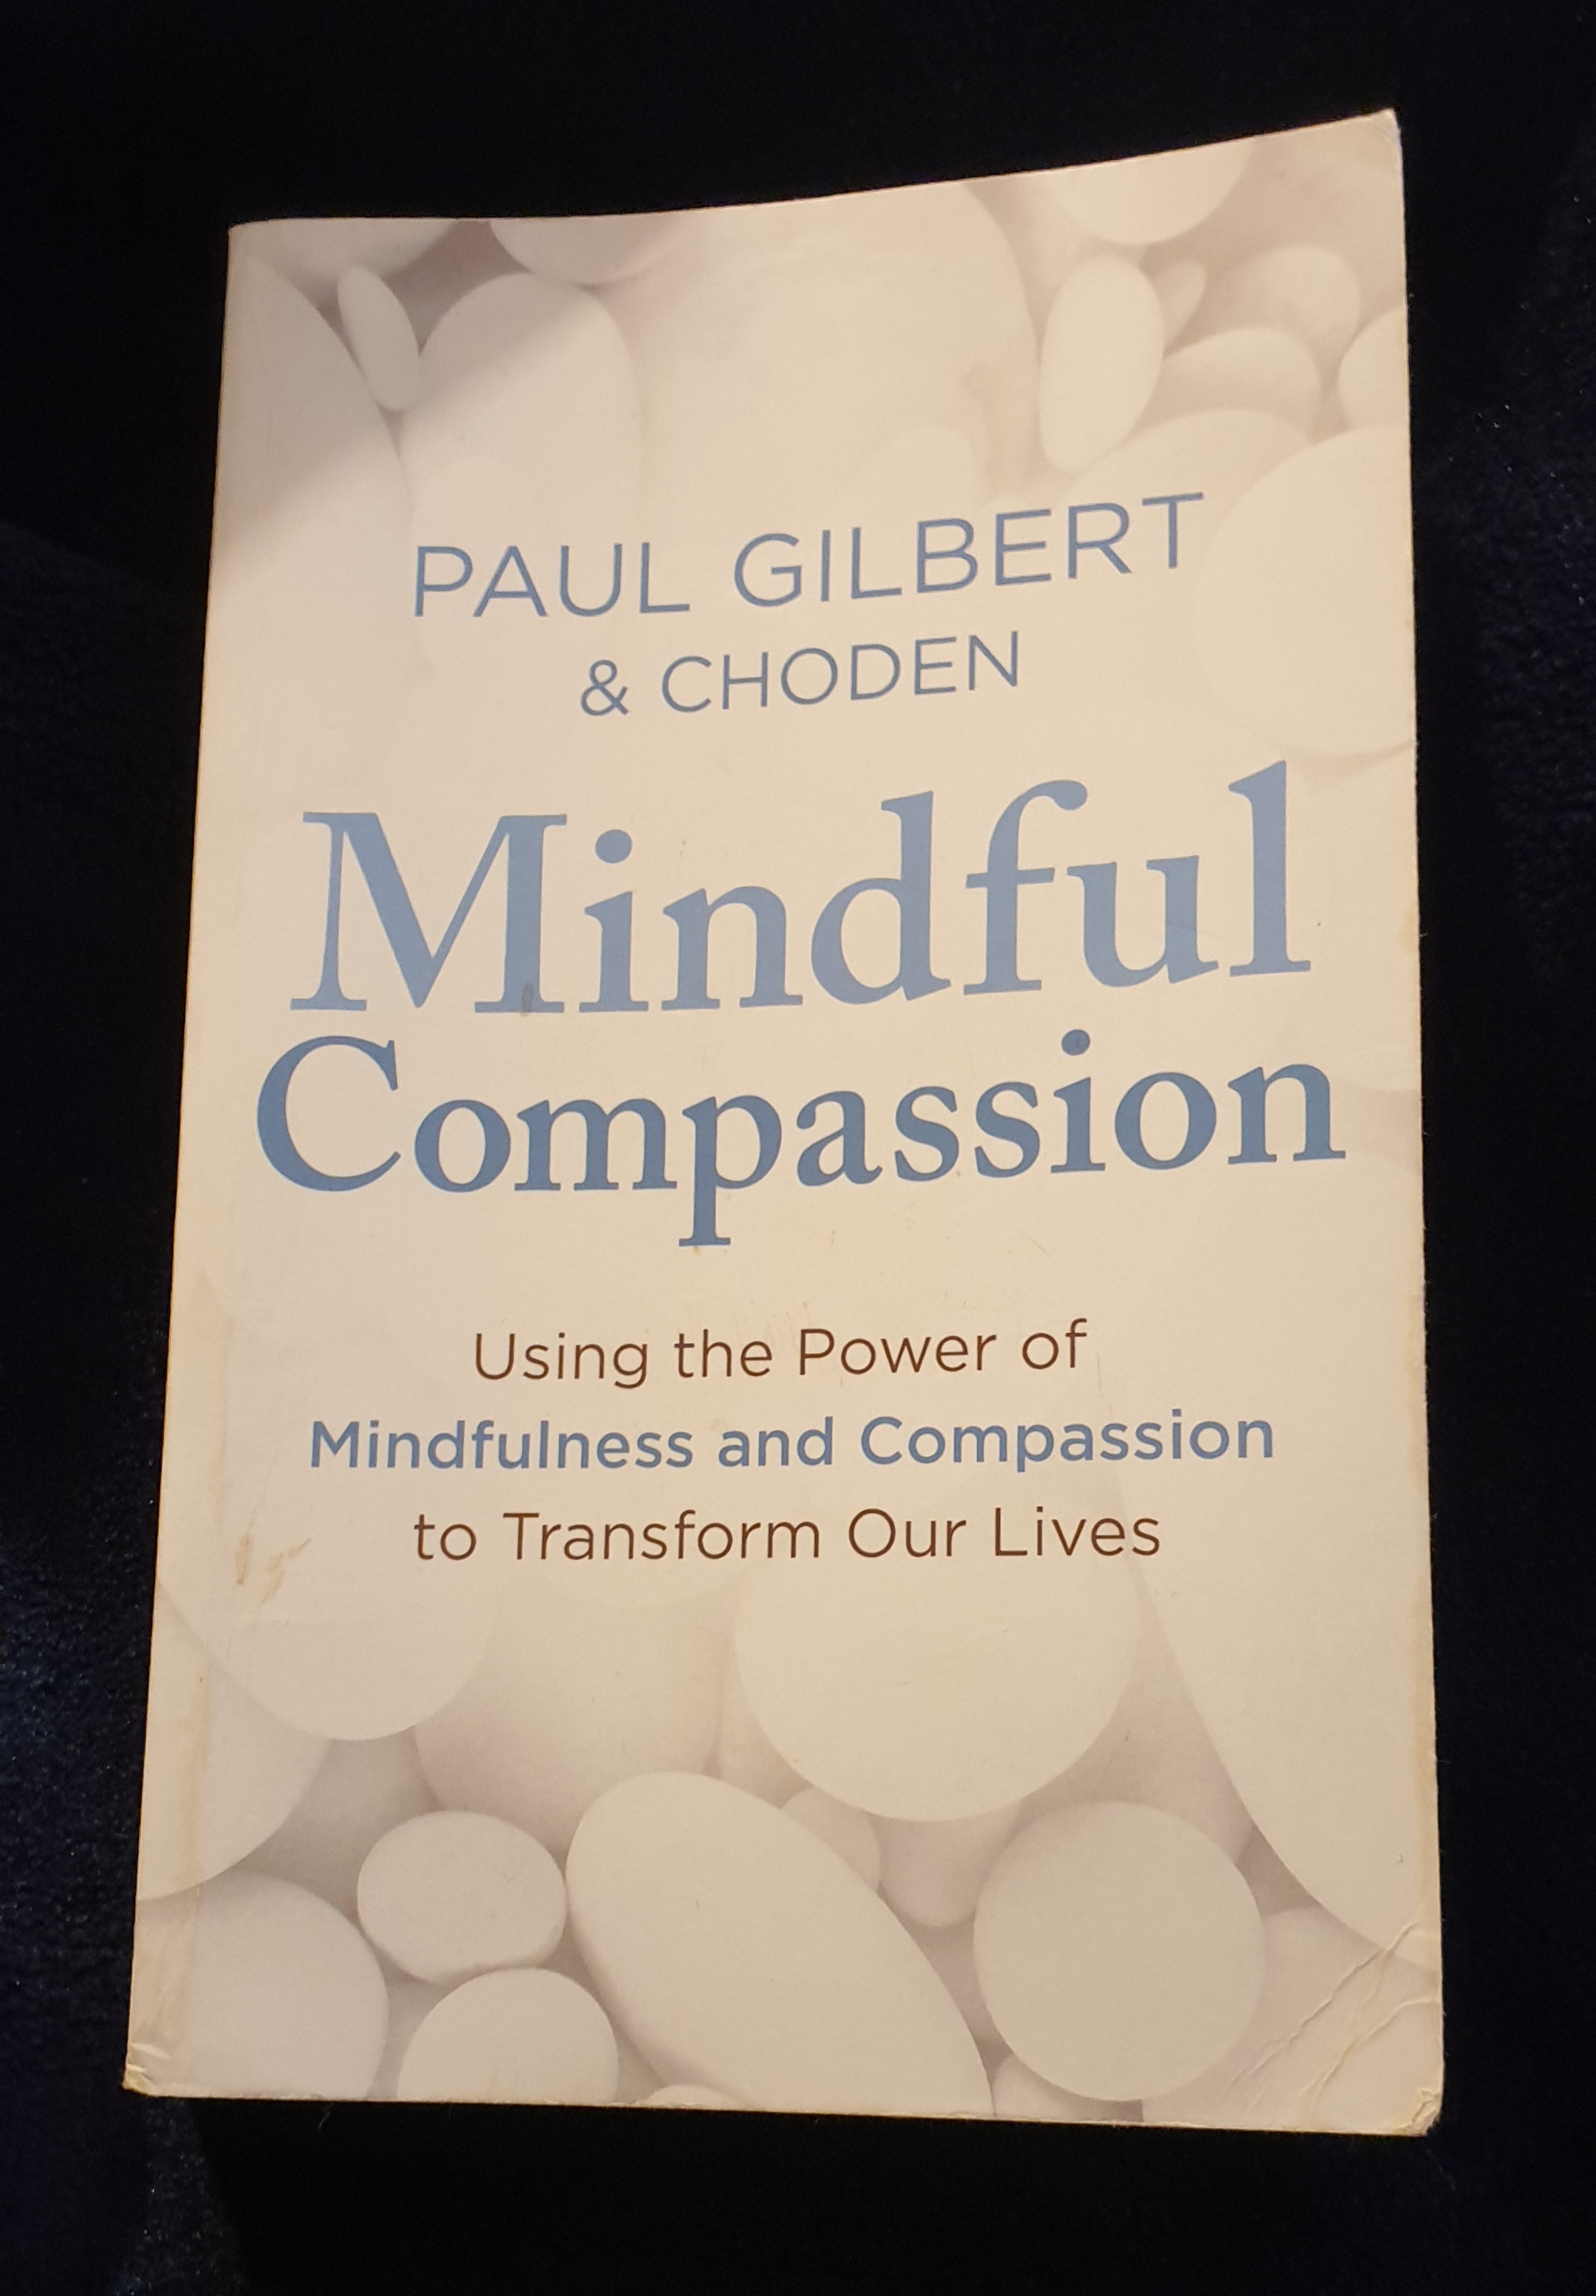 PAUL GILBERT
& CHODEN
Mindful
Compassion
Using the Power of
Mindfulness and Compassion
to Transform Our Lives